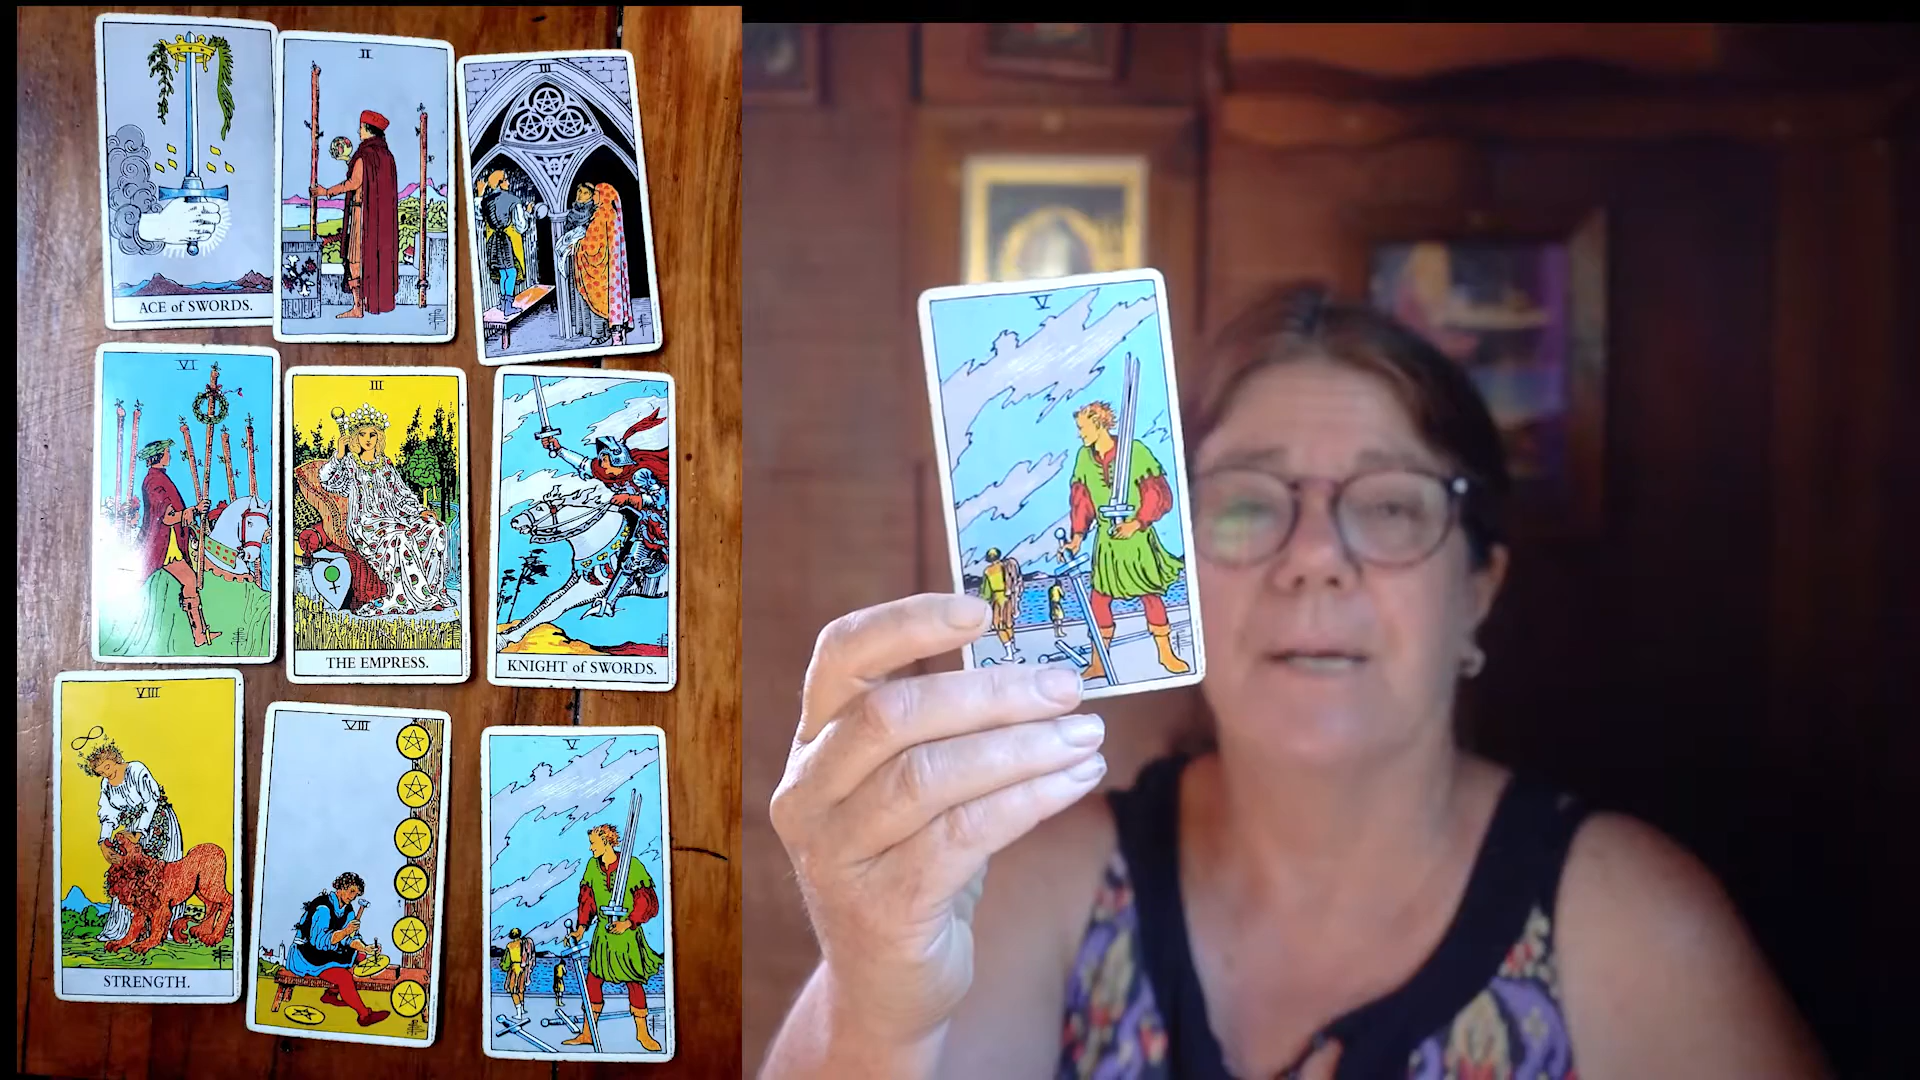 ACE of SWORDS.
II
III
VI
III
THE EMPRESS.
KNIGHT of SWORDS.
VIII
STRENGTH.
VIII
V
V